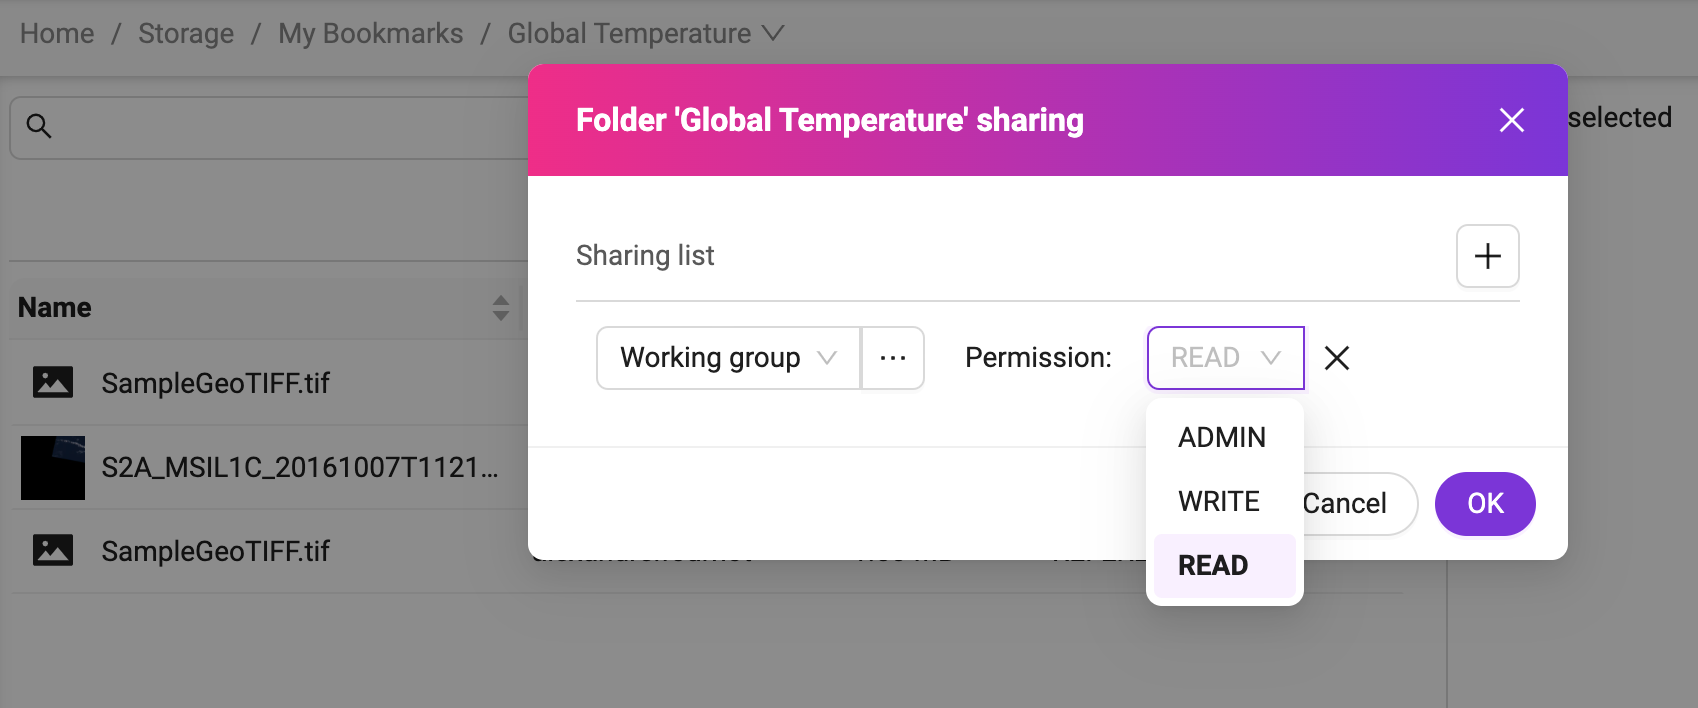 Home / Storage / My Bookmarks / Global Temperature
Folder 'Global Temperature' sharing
selected
Sharing list
Name
Working group ··· Permission: READ
SampleGeoTIFF.tif
ADMIN
S2A_MSIL1C_20161007T1121...
WRITE
Cancel
OK
SampleGeoTIFF.tif
READ